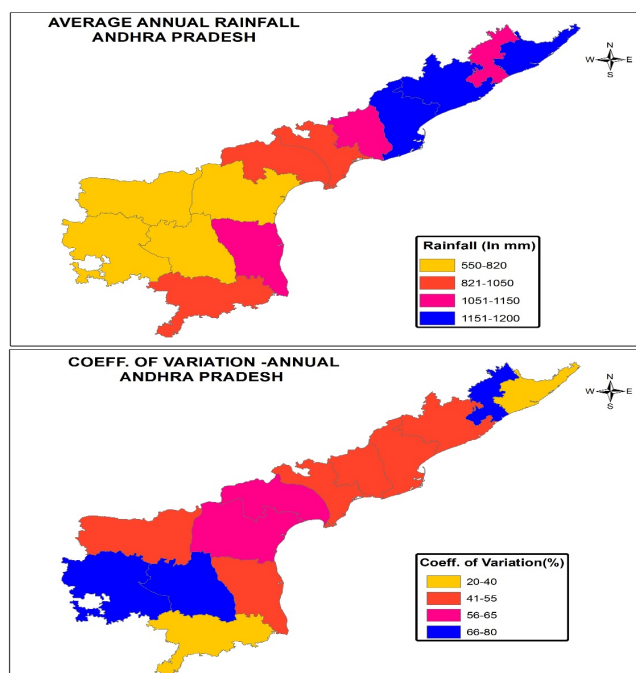 AVERAGE ANNUAL RAINFALL
ANDHRA PRADESH
N
W E
S
Rainfall (In mm)
550-820
821-1050
1051-1150
1151-1200
COEFF. OF VARIATION -ANNUAL
ANDHRA PRADESH
N
W E
S
Coeff. of Variation(%)
20-40
41-55
56-65
66-80